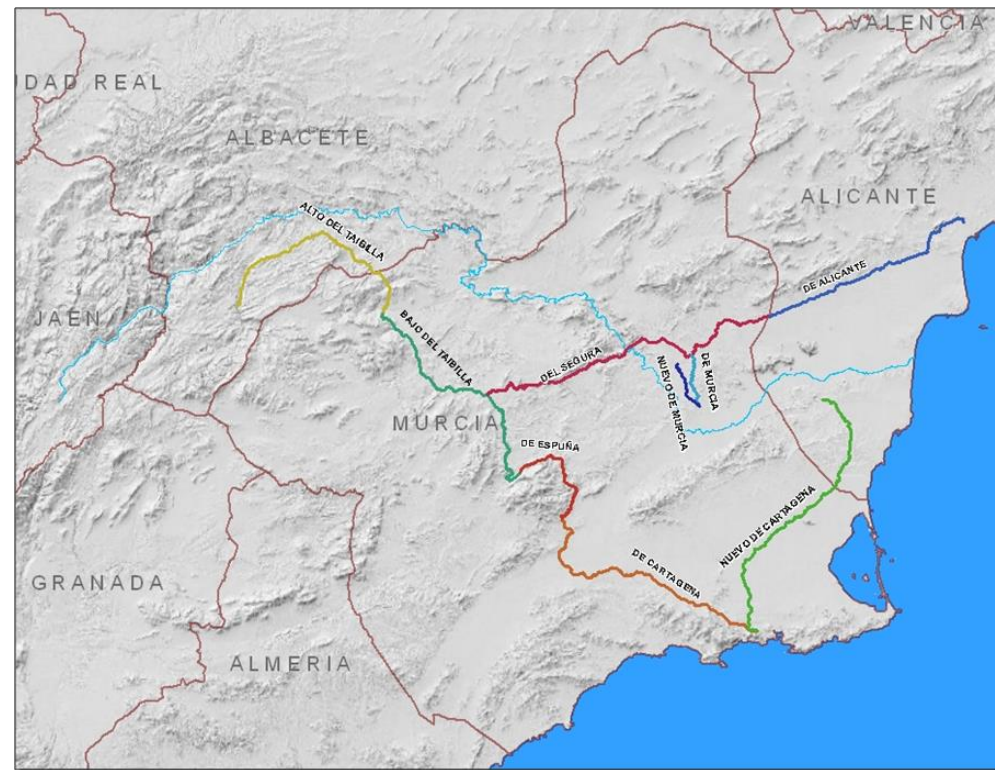 VALENCIA
UDAD REAL
ALBACETE
ALICANTE
ALTO DEL TAIBILLA
DE ALICANTE
JAEN
BAJO DEL TAIBILLA
DEL SEGURA
DE MURCIA
NUEVO DE MURCIA
MURCIA
DE ESPUÑA
NUEVO DE CARTAGENA
DE CARTAGENA
GRANADA
ALMERIA